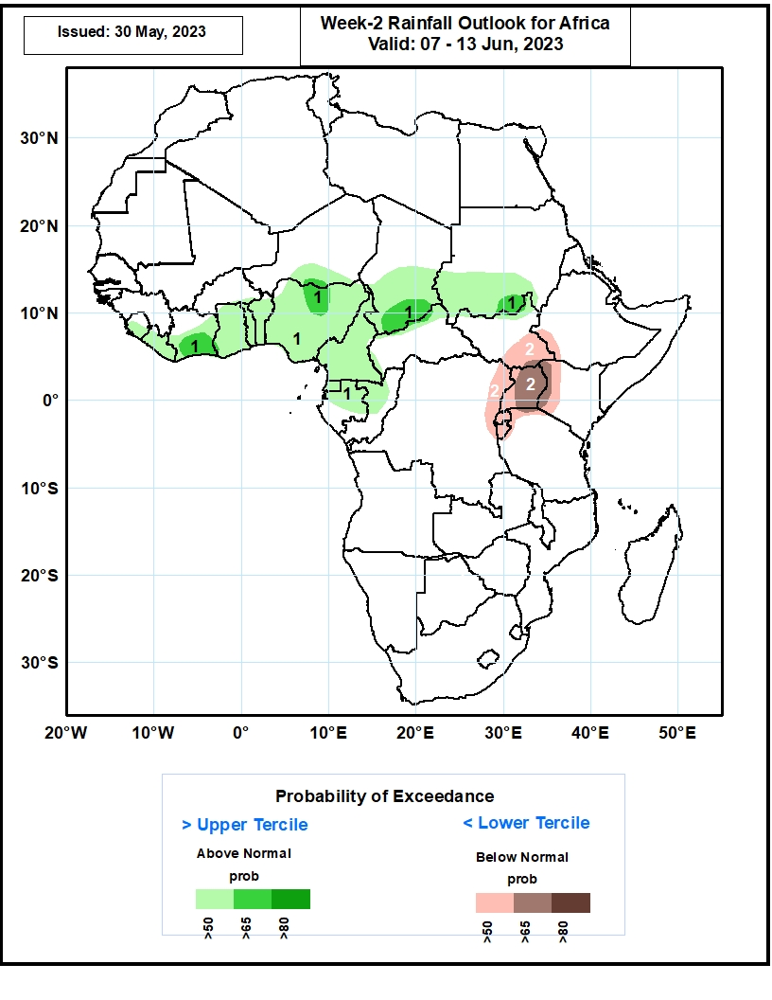 Issued: 30 May, 2023
Week-2 Rainfall Outlook for Africa
Valid: 07 - 13 Jun, 2023
30°N
20°N
10°N
0°
10°S
20°S
30°S
1
1
1
1
1
1
2
2
2
20°W 10°W 0° 10°E 20°E 30°E 40°E 50°E
Probability of Exceedance
> Upper Tercile
< Lower Tercile
Above Normal
prob
>50 >65 >80
Below Normal
prob
>50 >65 >80